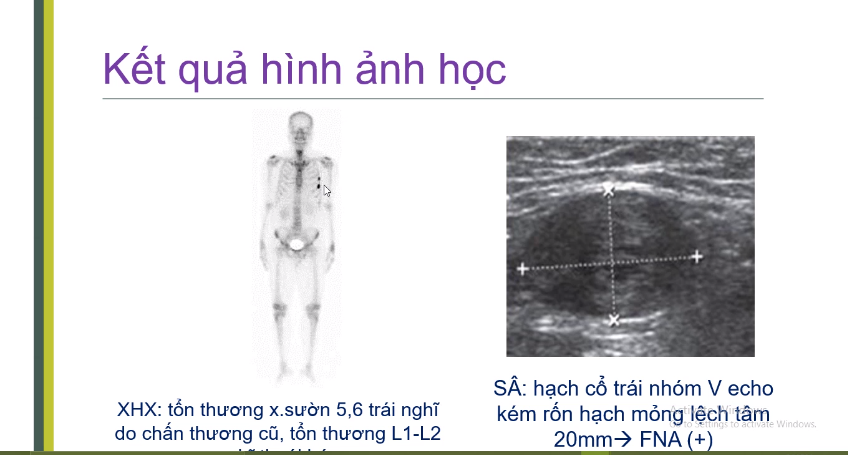 Kết quả hình ảnh học
XHX: tổn thương x.sườn 5,6 trái nghĩ
do chấn thương cũ, tổn thương L1-L2
SÂ: hạch cổ trái nhóm V echo
kém rốn hạch mỏng lệch tâm
20mm→ FNA (+)
Activate Windows
Go to Settings to activate Windows.